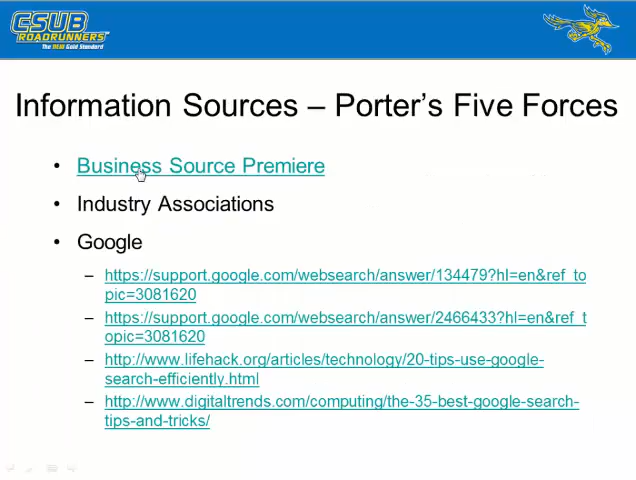 CSUB
ROADRUNNERS
The NEW Gold Standard
Information Sources – Porter's Five Forces
• Business Source Premiere
• Industry Associations
• Google
– https://support.google.com/websearch/answer/134479?hl=en&ref_to
pic=3081620
– https://support.google.com/websearch/answer/2466433?hl=en&ref_t
opic=3081620
– http://www.lifehack.org/articles/technology/20-tips-use-google-
search-efficiently.html
– http://www.digitaltrends.com/computing/the-35-best-google-search-
tips-and-tricks/